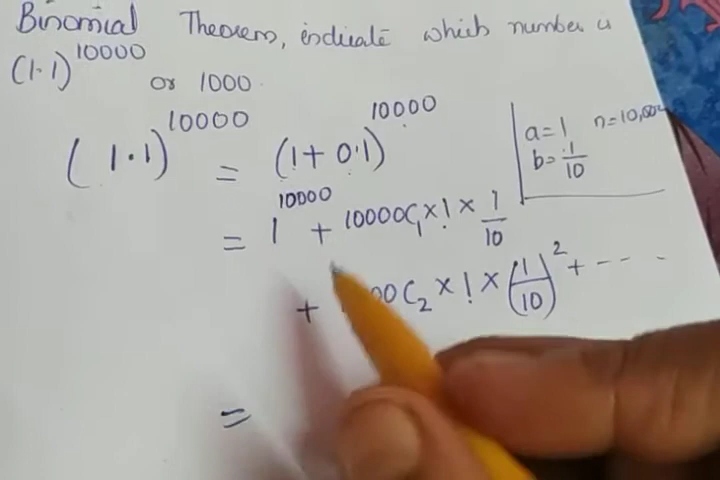 Binomial Theorem, indicate which number is
(1.1)^10000 or 1000.
(1.1)^10000 = (1+0.1)^10000
a=1 n=10,000
b=1/10
= 1^10000 + 10000C₁×1×1/10
+ C₂ ×1×(1/10)^2 + ----
=